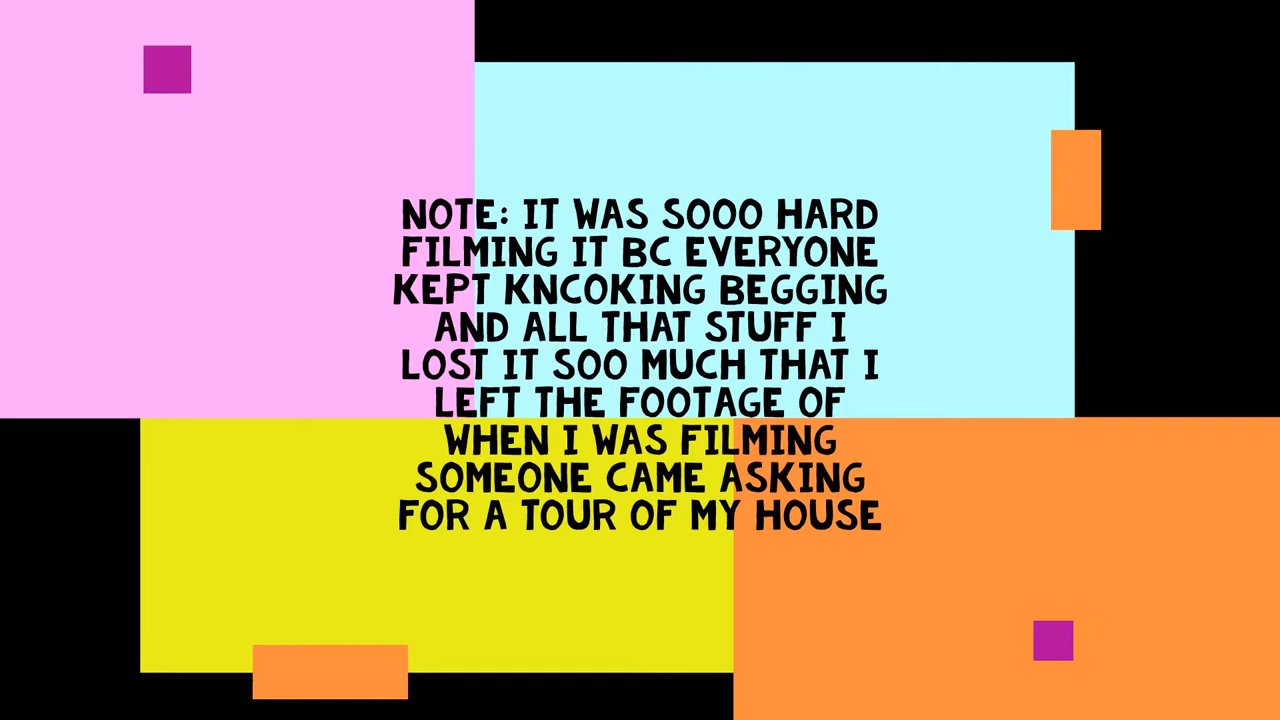 NOTE: IT WAS SOOO HARD
FILMING IT BC EVERYONE
KEPT KNCOKING BEGGING
AND ALL THAT STUFF I
LOST IT SOO MUCH THAT I
LEFT THE FOOTAGE OF
WHEN I WAS FILMING
SOMEONE CAME ASKING
FOR A TOUR OF MY HOUSE